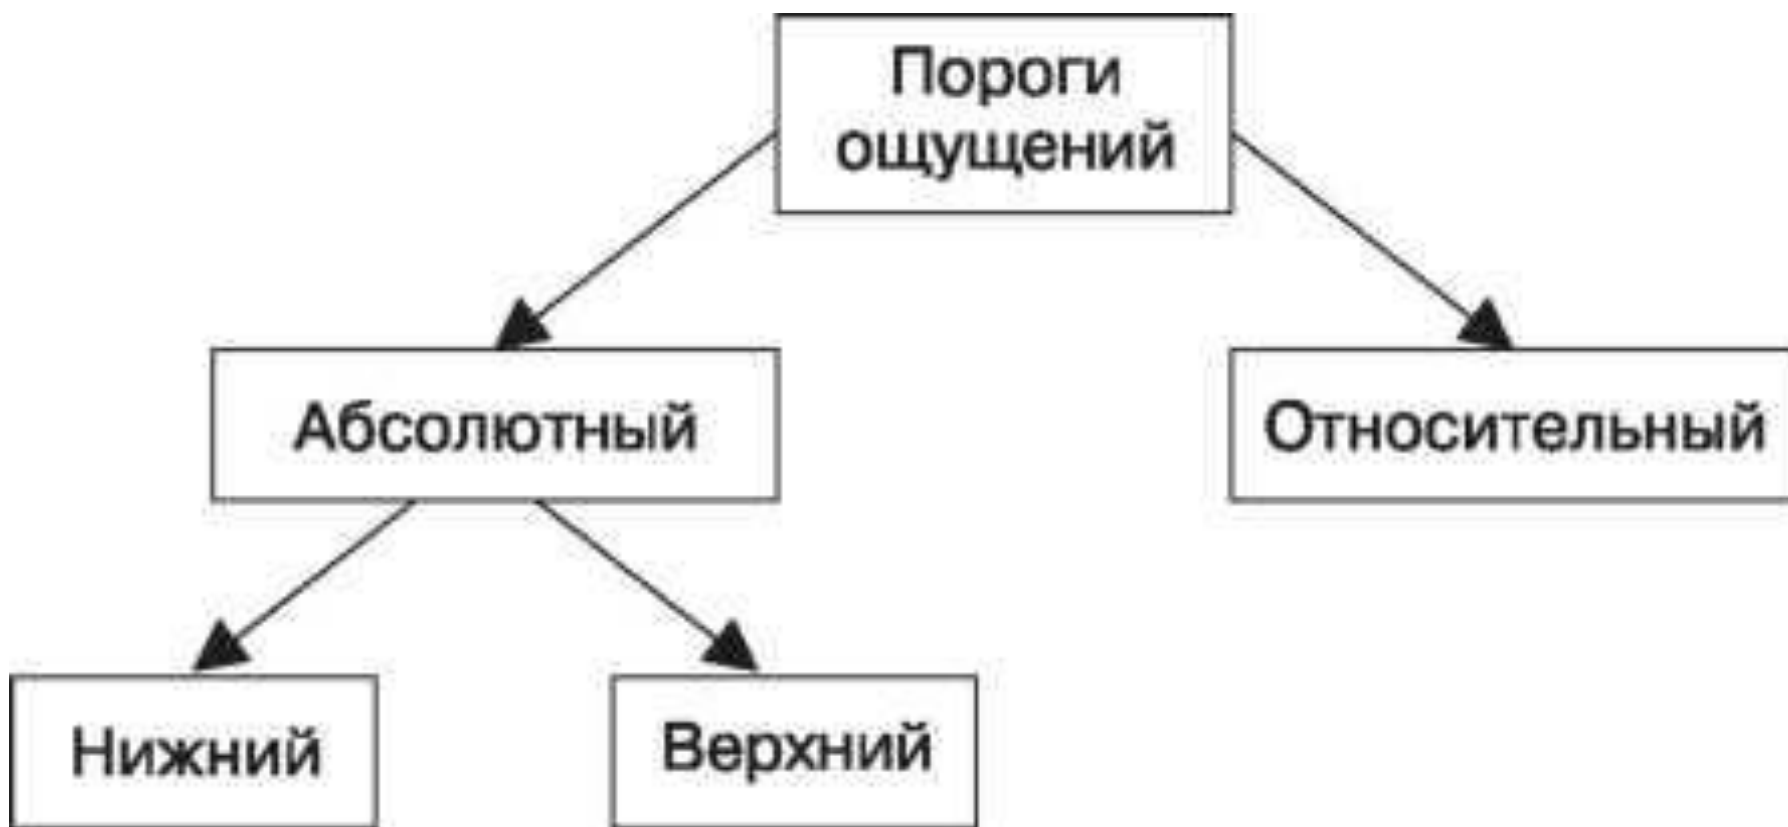 Пороги
ощущений
Абсолютный
Относительный
Нижний
Верхний